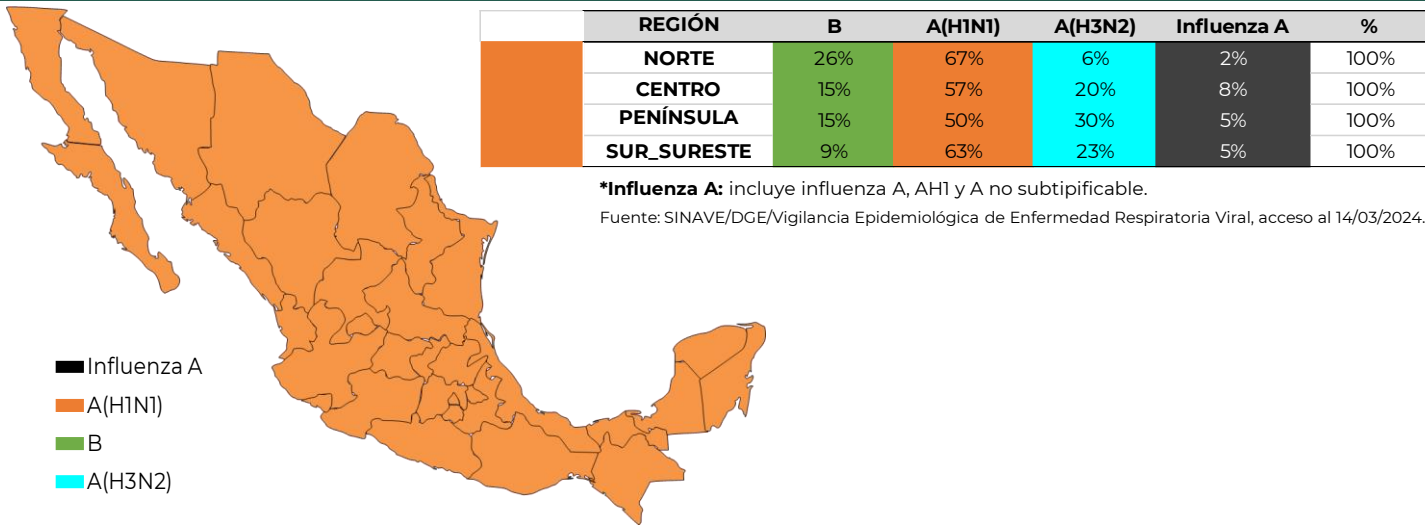 REGIÓN B A(H1N1) A(H3N2) Influenza A %
NORTE 26% 67% 6% 2% 100%
CENTRO 15% 57% 20% 8% 100%
PENÍNSULA 15% 50% 30% 5% 100%
SUR_SURESTE 9% 63% 23% 5% 100%
*Influenza A: incluye influenza A, AH1 y A no subtipificable.
Fuente: SINAVE/DGE/Vigilancia Epidemiológica de Enfermedad Respiratoria Viral, acceso al 14/03/2024.
Influenza A
A(H1N1)
B
A(H3N2)